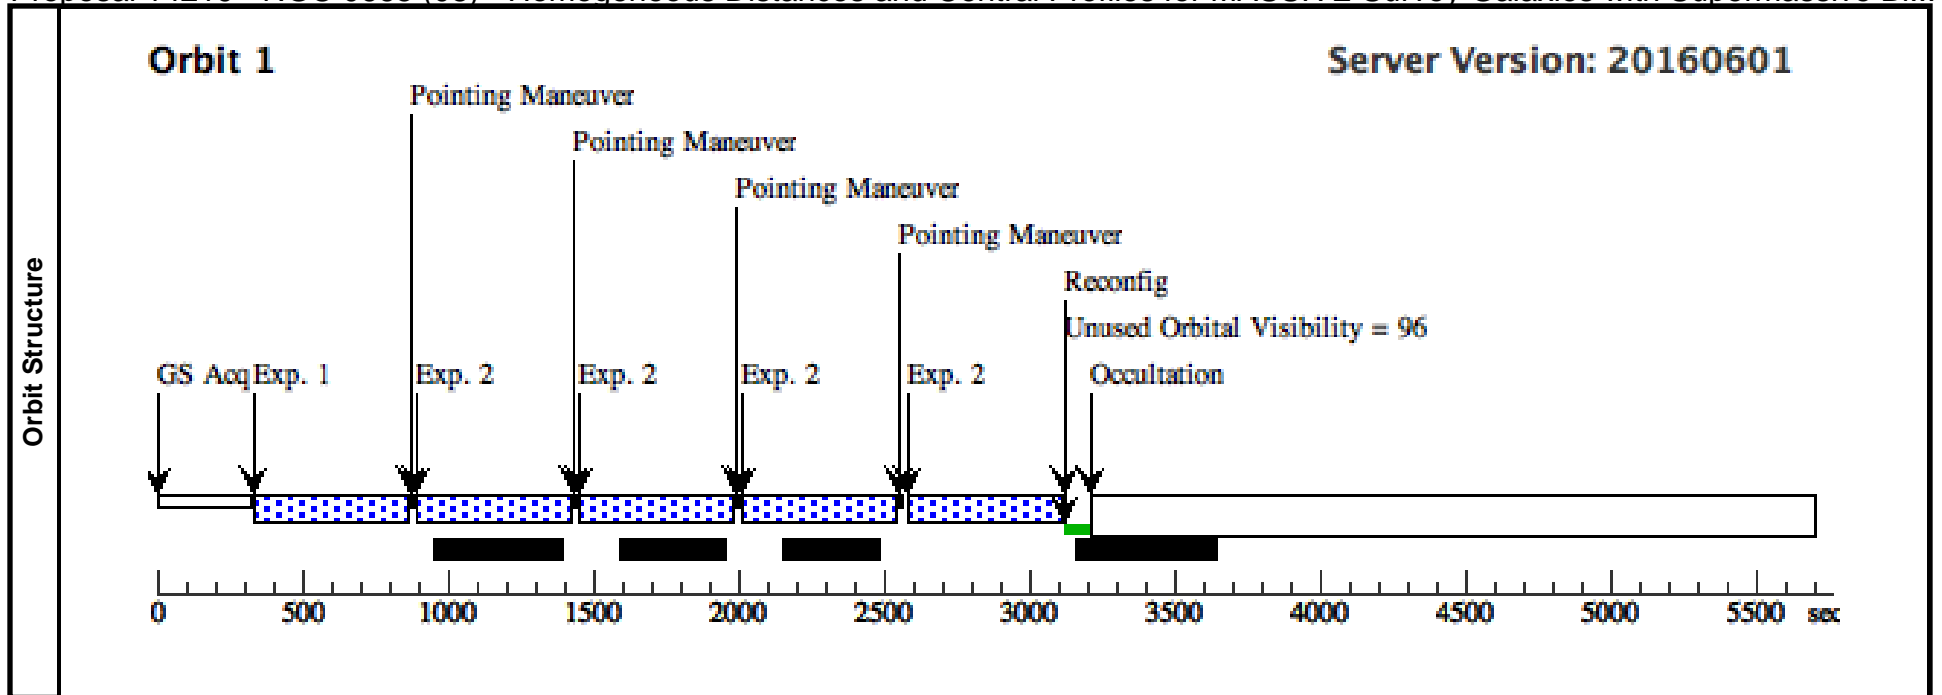 Orbit 1
Server Version: 20160601
Pointing Maneuver
Pointing Maneuver
Pointing Maneuver
Pointing Maneuver
Reconfig
Unused Orbital Visibility = 96
GS Acq Exp. 1 Exp. 2 Exp. 2 Exp. 2 Exp. 2 Occultation
Orbit Structure
0 500 1000 1500 2000 2500 3000 3500 4000 4500 5000 5500 sec